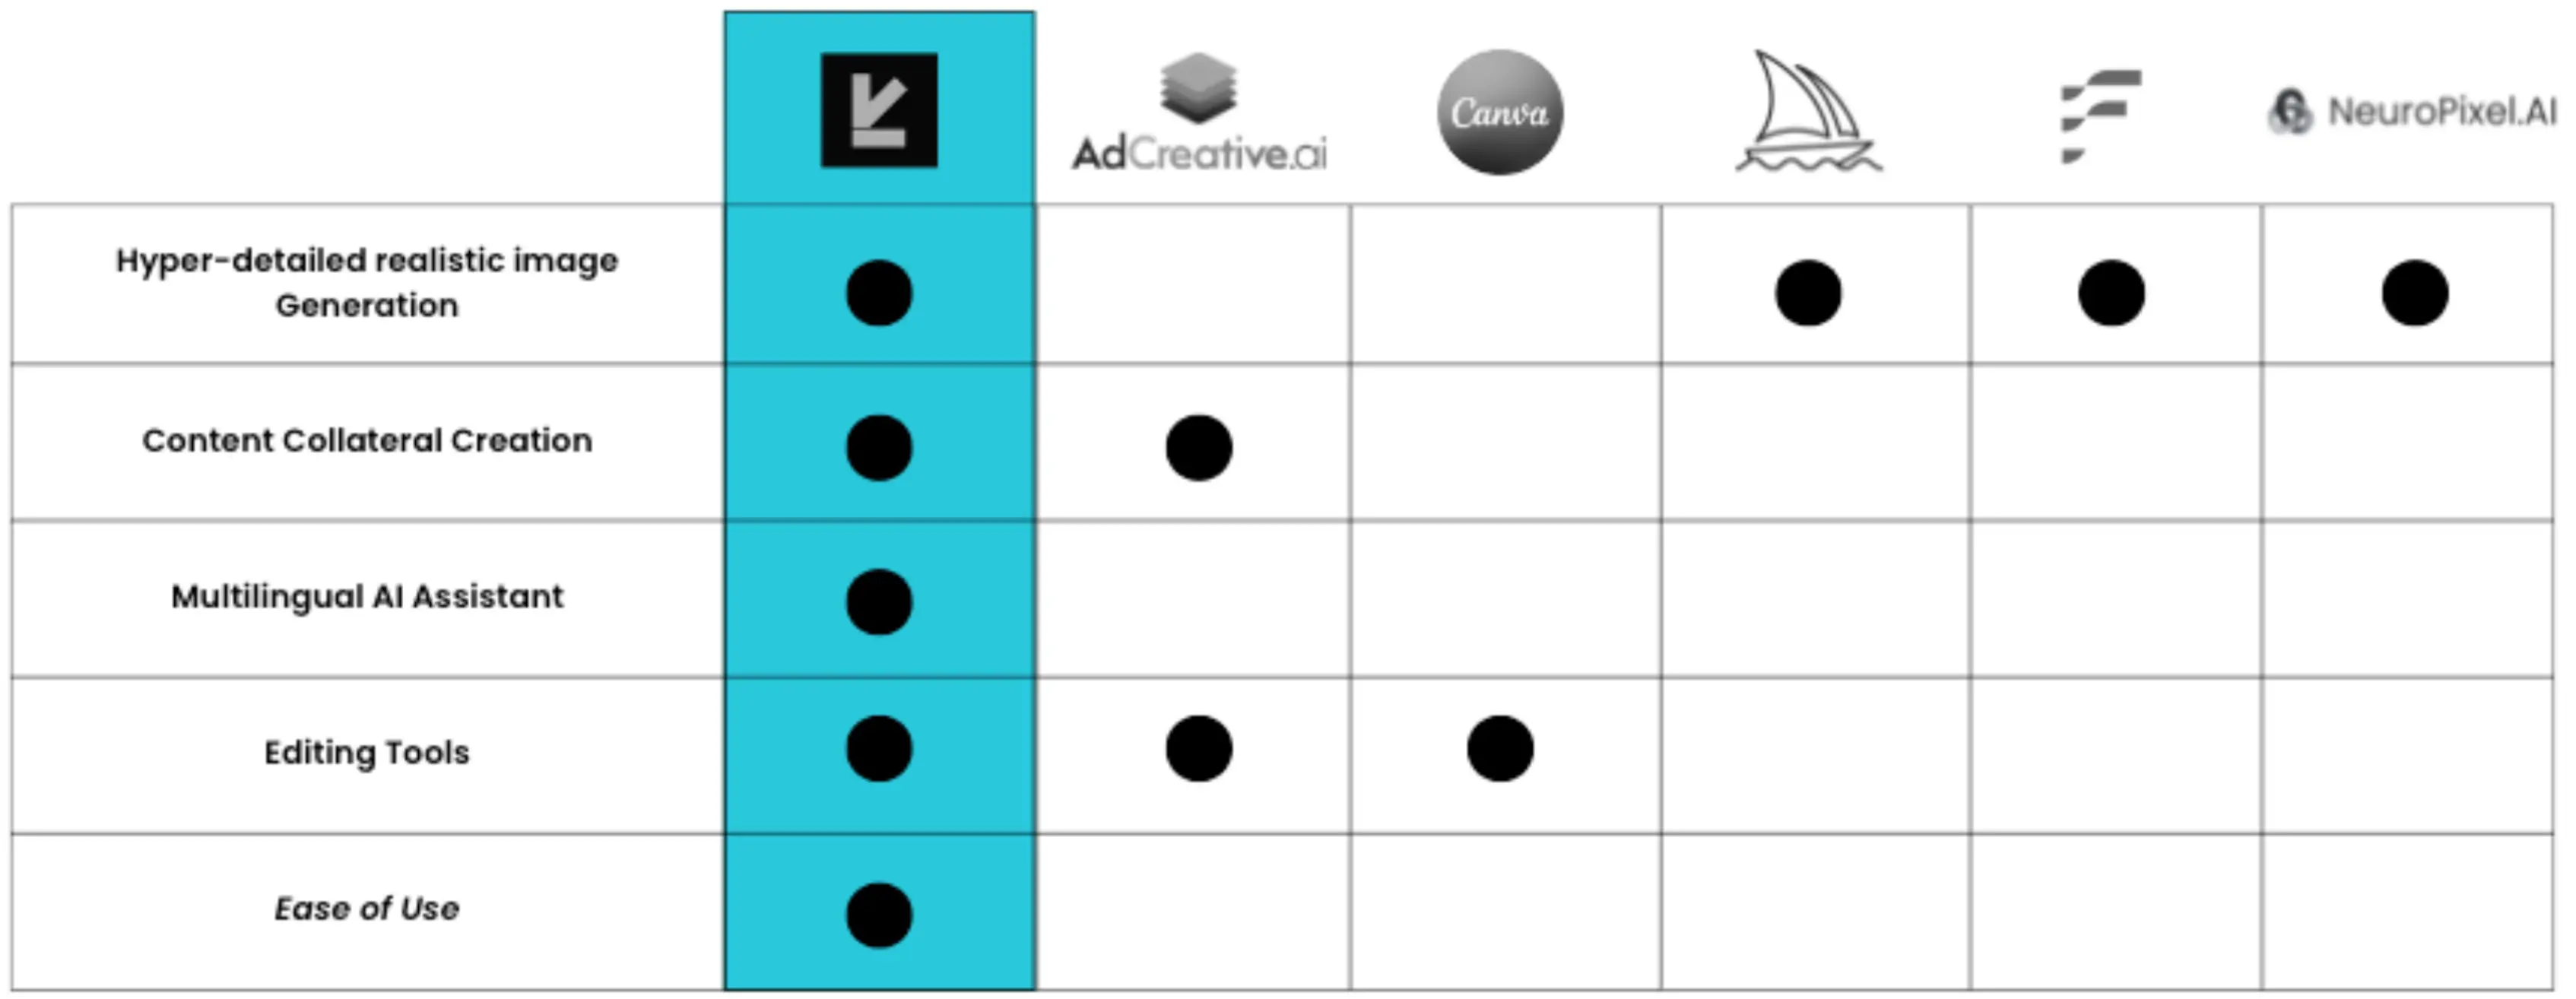 AdCreative.ai
Canva
NeuroPixel.AI
Hyper-detailed realistic image
Generation
Content Collateral Creation
Multilingual AI Assistant
Editing Tools
Ease of Use